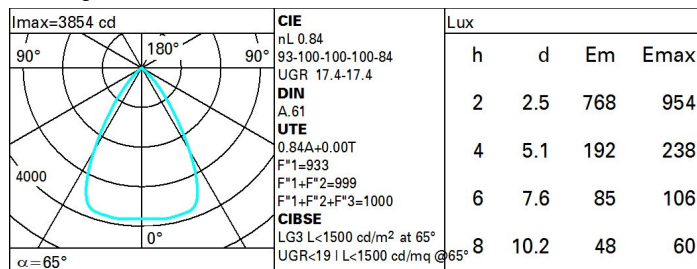 Imax=3854 cd
90° 180° 90°
4000
0°
α=65°
CIE
nL 0.84
93-100-100-100-84
UGR 17.4-17.4
DIN
A.61
UTE
0.84A+0.00T
F"1=933
F"1+F"2=999
F"1+F"2+F"3=1000
CIBSE
LG3 L<1500 cd/m² at 65°
UGR<19 | L<1500 cd/mq @65°
Lux
h d Em Emax
2 2.5 768 954
4 5.1 192 238
6 7.6 85 106
8 10.2 48 60